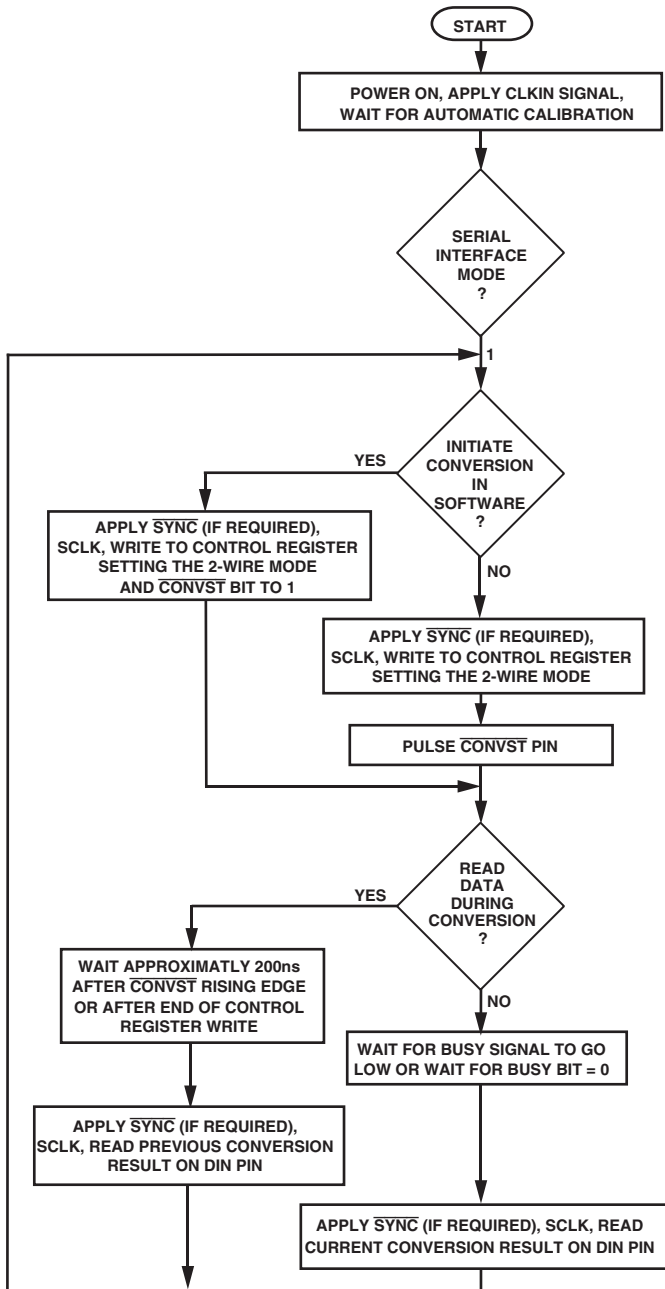 START
POWER ON, APPLY CLKIN SIGNAL,
WAIT FOR AUTOMATIC CALIBRATION
SERIAL
INTERFACE
MODE
?
1
INITIATE
CONVERSION
IN
SOFTWARE
?
YES
APPLY SYNC (IF REQUIRED),
SCLK, WRITE TO CONTROL REGISTER
SETTING THE 2-WIRE MODE
AND CONVST BIT TO 1
NO
APPLY SYNC (IF REQUIRED),
SCLK, WRITE TO CONTROL REGISTER
SETTING THE 2-WIRE MODE
PULSE CONVST PIN
READ
DATA
DURING
CONVERSION
?
YES
WAIT APPROXIMATLY 200ns
AFTER CONVST RISING EDGE
OR AFTER END OF CONTROL
REGISTER WRITE
NO
WAIT FOR BUSY SIGNAL TO GO
LOW OR WAIT FOR BUSY BIT = 0
APPLY SYNC (IF REQUIRED),
SCLK, READ PREVIOUS CONVERSION
RESULT ON DIN PIN
APPLY SYNC (IF REQUIRED), SCLK, READ
CURRENT CONVERSION RESULT ON DIN PIN